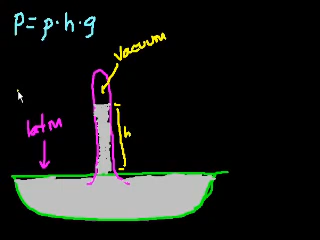 P = ρ · h · g
Vacuum
1atm
h